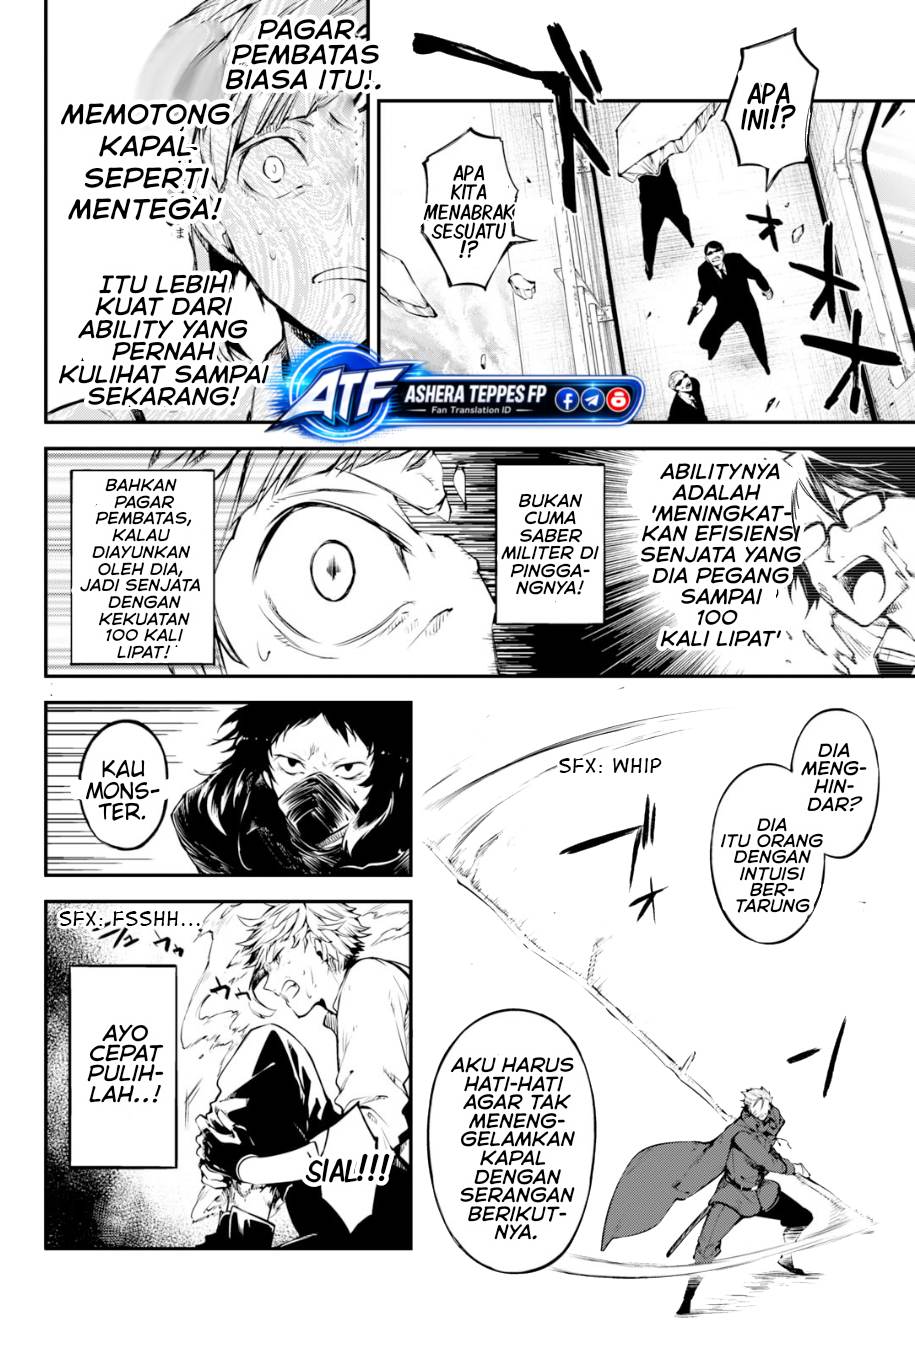 APA
INI!?
APA
KITA
MENABRAK
SESUATU
!?
PAGAR
PEMBATAS
BIASA ITU!
MEMOTONG
KAPAL
SEPERTI
MENTEGA!
ま
ITU LEBIH
KUAT DARI
ABILITY YANG
PERNAH
KULIHAT SAMPAI
SEKARANG!
ATF
ASHERA TEPPES FP
Fan Translation ID
ABILITYNYA
ADALAH
'MENINGKAT-
KAN EFISIENSI
SENJATA YANG
DIA PEGANG
SAMPAI
100
KALI LIPAT'
BUKAN
CUMA
SABER
MILITER DI
PINGGA-
NGNYA!
BAHKAN
PAGAR
PEMBATAS,
KALAU
DIAYUNKAN
OLEH DIA,
JADI SENJATA
DENGAN
KEKUATAN
100 KALI
LIPAT!
DIA
MENG-
HIN-
DAR?
DIA
ITU ORANG
DENGAN
INTUISI
BER-
TARUNG
SFX: WHIP
AKU HARUS
HATI-HATI
AGAR TAK
MENENG-
GELAMKAN
KAPAL
DENGAN
SERANGAN
BERIKUT-
NYA.
KAU
MONS-
TER.
SFX: FSSHH...
AYO
CEPAT
PULIH-
LAH..!
SIAL!!!